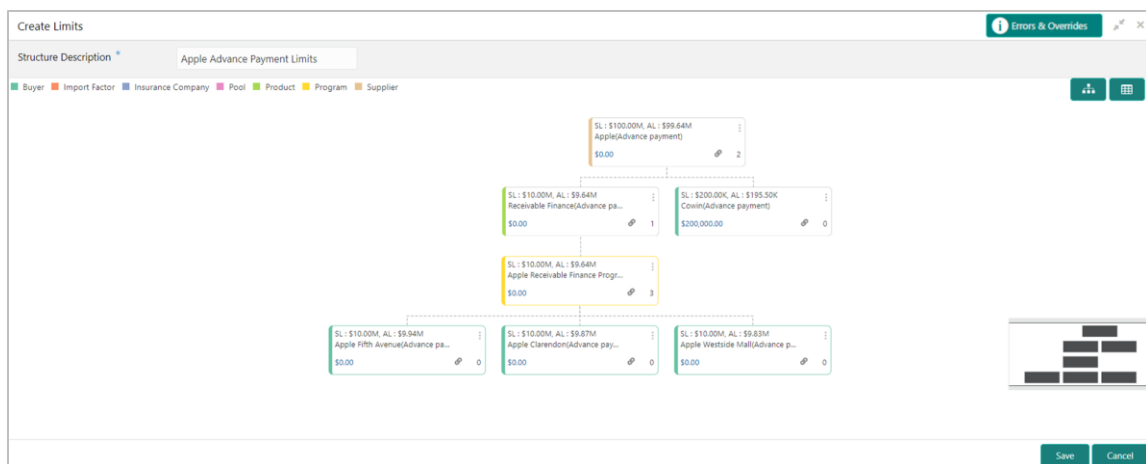 Create Limits
Errors & Overrides
Structure Description *
Apple Advance Payment Limits
Buyer Import Factor Insurance Company Pool Product Program Supplier
SL : $100.00M, AL : $99.64M
Apple(Advance payment)
$0.00 2
SL : $10.00M, AL : $9.64M
Receivable Finance(Advance pa...
$0.00 1
SL : $200.00K, AL : $195.50K
Cowin(Advance payment)
$200,000.00 0
SL : $10.00M, AL : $9.64M
Apple Receivable Finance Progr...
$0.00 3
SL : $10.00M, AL : $9.94M
Apple Fifth Avenue(Advance pa...
$0.00 0
SL : $10.00M, AL : $9.87M
Apple Clarendon(Advance pay...
$0.00 0
SL : $10.00M, AL : $9.83M
Apple Westside Mall(Advance p...
$0.00 0
Save Cancel